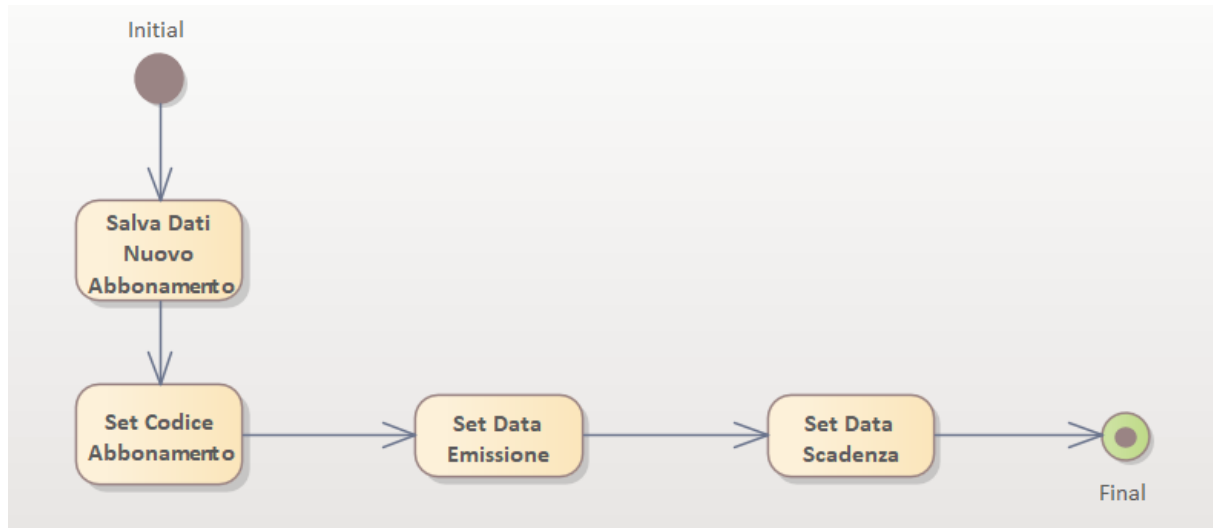 Initial
Salva Dati
Nuovo
Abbonamento
Set Codice
Abbonamento
Set Data
Emissione
Set Data
Scadenza
Final